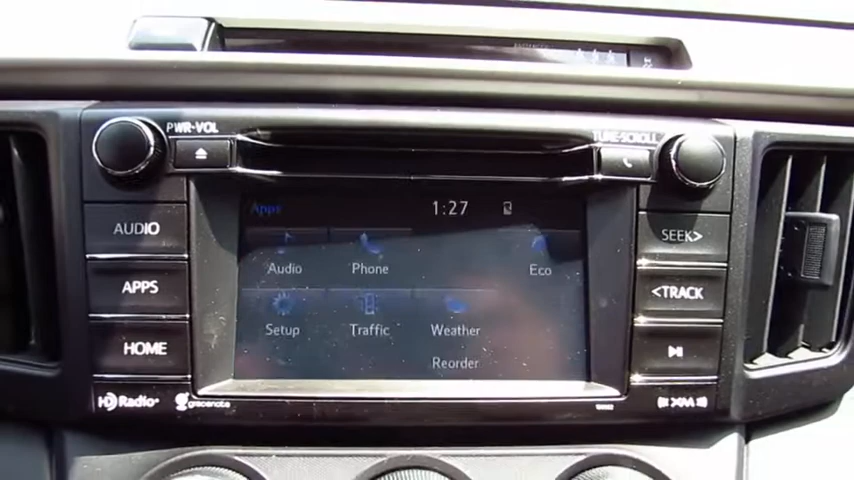 PWR·VOL
TUNE·SCROLL
AUDIO
APPS
HOME
HD Radio
gracenote
Apps
1:27
Audio
Phone
Eco
Setup
Traffic
Weather
Reorder
SEEK>
<TRACK
((XM))